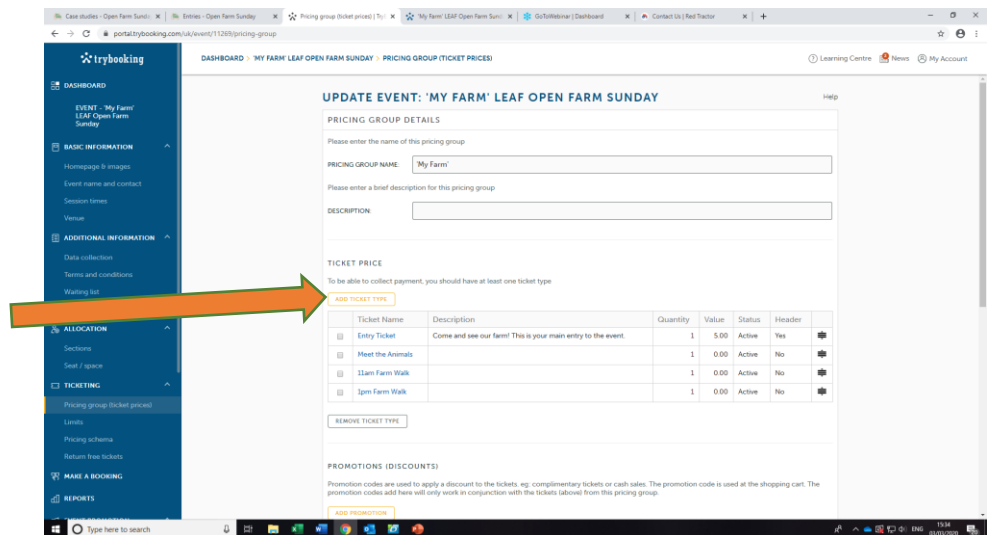 Case studies - Open Farm Sunda
Entries - Open Farm Sunday
Pricing group (ticket prices) | Try
'My Farm' LEAF Open Farm Sund
GoToWebinar | Dashboard
Contact Us | Red Tractor
portal.trybooking.com/uk/event/11269/pricing-group
trybooking
DASHBOARD > 'MY FARM' LEAF OPEN FARM SUNDAY > PRICING GROUP (TICKET PRICES)
Learning Centre
News
My Account
DASHBOARD
EVENT - 'My Farm'
LEAF Open Farm
Sunday
BASIC INFORMATION
Homepage & images
Event name and contact
Session times
Venue
ADDITIONAL INFORMATION
Data collection
Terms and conditions
Waiting list
ALLOCATION
Sections
Seat / space
TICKETING
Pricing group (ticket prices)
Limits
Pricing schema
Return free tickets
MAKE A BOOKING
REPORTS
UPDATE EVENT: 'MY FARM' LEAF OPEN FARM SUNDAY
Help
PRICING GROUP DETAILS
Please enter the name of this pricing group
PRICING GROUP NAME: 'My Farm'
Please enter a brief description for this pricing group
DESCRIPTION:
TICKET PRICE
To be able to collect payment, you should have at least one ticket type
ADD TICKET TYPE
Ticket Name Description Quantity Value Status Header
Entry Ticket Come and see our farm! This is your main entry to the event. 1 5.00 Active Yes
Meet the Animals 1 0.00 Active No
11am Farm Walk 1 0.00 Active No
1pm Farm Walk 1 0.00 Active No
REMOVE TICKET TYPE
PROMOTIONS (DISCOUNTS)
Promotion codes are used to apply a discount to the tickets. eg: complimentary tickets or cash sales. The promotion code is used at the shopping cart. The
promotion codes add here will only work in conjunction with the tickets (above) from this pricing group.
ADD PROMOTION
Type here to search
ENG
15:34
03/03/2020